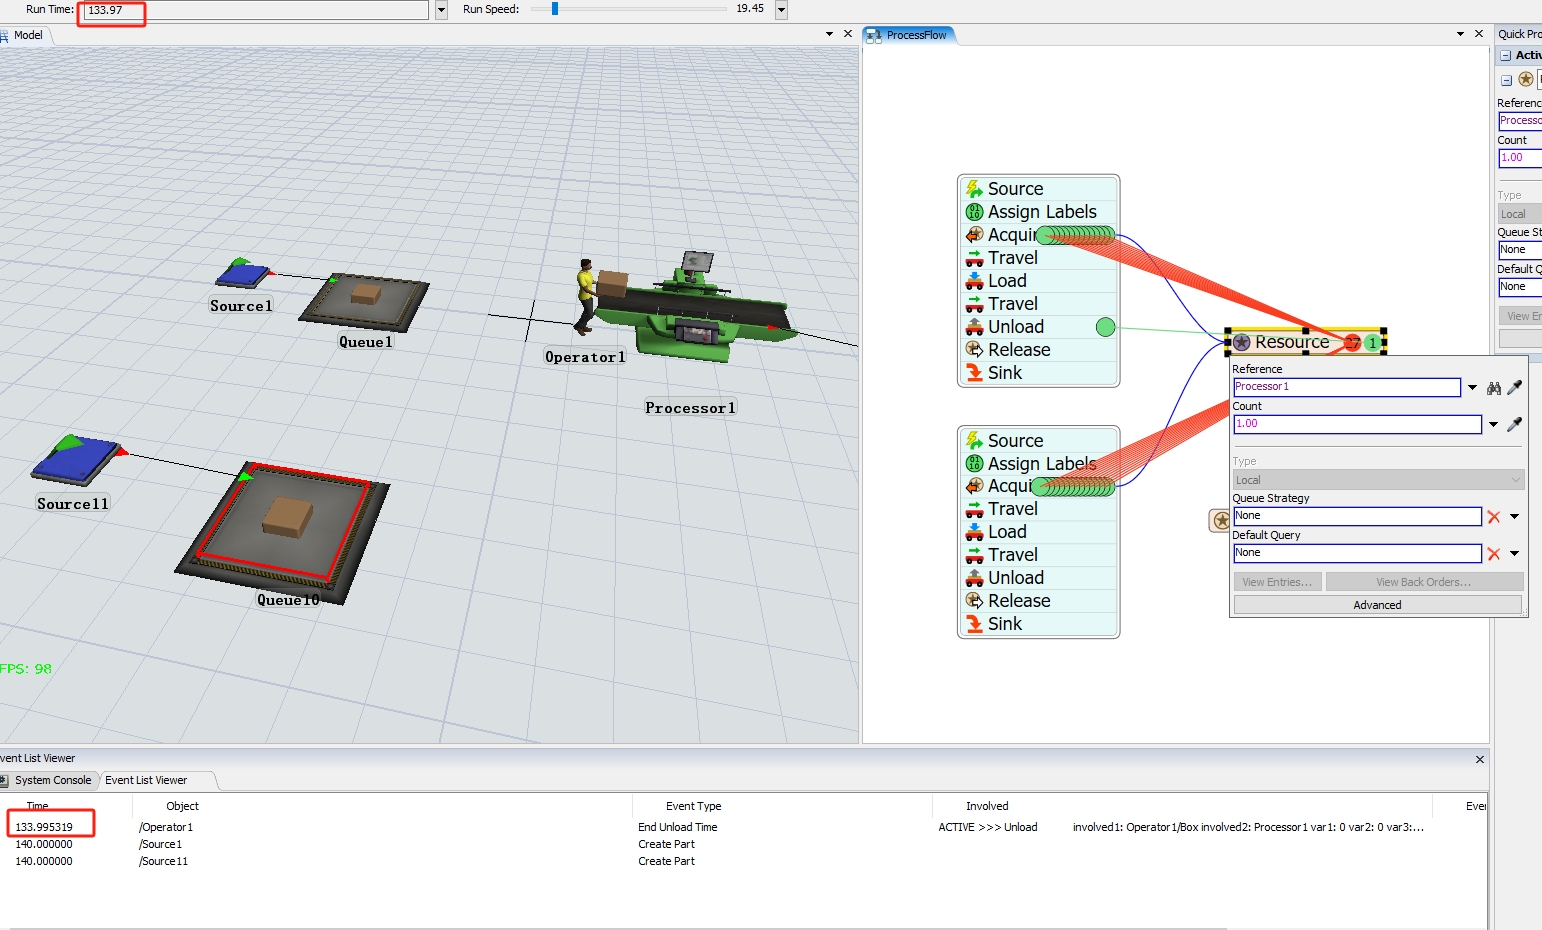 Run Time: 133.97 Run Speed: 19.45
Model
ProcessFlow
Quick Pro
Source1
Queue1
Operator1
Processor1
Source11
Queue10
FPS: 98
Source
Assign Labels
Acquir
Travel
Load
Travel
Unload
Release
Sink
Source
Assign Labels
Acqui
Travel
Load
Travel
Unload
Release
Sink
Resource 27 1
Reference
Processor1
Count
1.00
Type
Local
Queue Strategy
None
Default Query
None
View Entries... View Back Orders...
Advanced
Activ
Referenc
Processo
Count
1.00
Type
Local
Queue St
None
Default Q
None
View En
vent List Viewer
System Console Event List Viewer
Time Object Event Type Involved Ever
133.995319 /Operator1 End Unload Time ACTIVE >>> Unload involved1: Operator1/Box involved2: Processor1 var1: 0 var2: 0 var3:...
140.000000 /Source1 Create Part
140.000000 /Source11 Create Part